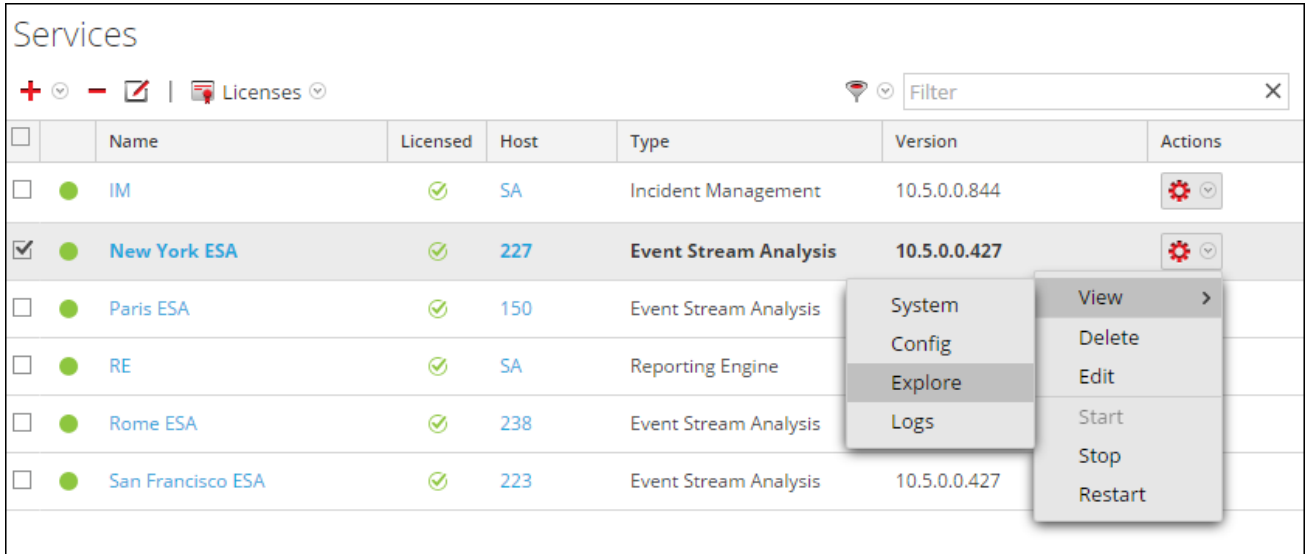 Services
Licenses
Filter
Name Licensed Host Type Version Actions
IM SA Incident Management 10.5.0.0.844
New York ESA 227 Event Stream Analysis 10.5.0.0.427
Paris ESA 150 Event Stream Analysis
RE SA Reporting Engine
Rome ESA 238 Event Stream Analysis
San Francisco ESA 223 Event Stream Analysis 10.5.0.0.427
System
Config
Explore
Logs
View
Delete
Edit
Start
Stop
Restart